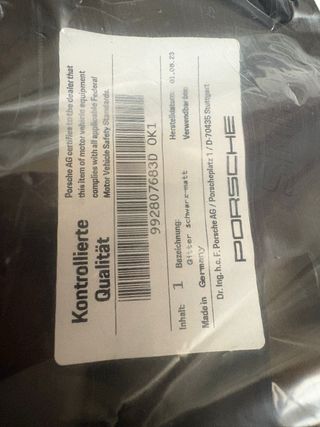 Kontrollierte
Qualität
Porsche AG certifies to the dealer that
this item of motor vehicle equipment
complies with all applicable Federal
Motor Vehicle Safety Standards.
992807683D OK1
Inhalt: 1
Bezeichnung:
Gitter schwarz-matt
Herstelldatum: 01.08.23
Verwendbar bis:
Made in Germany
Dr. Ing. h.c. F. Porsche AG / Porscheplatz 1 / D-70435 Stuttgart
PORSCHE